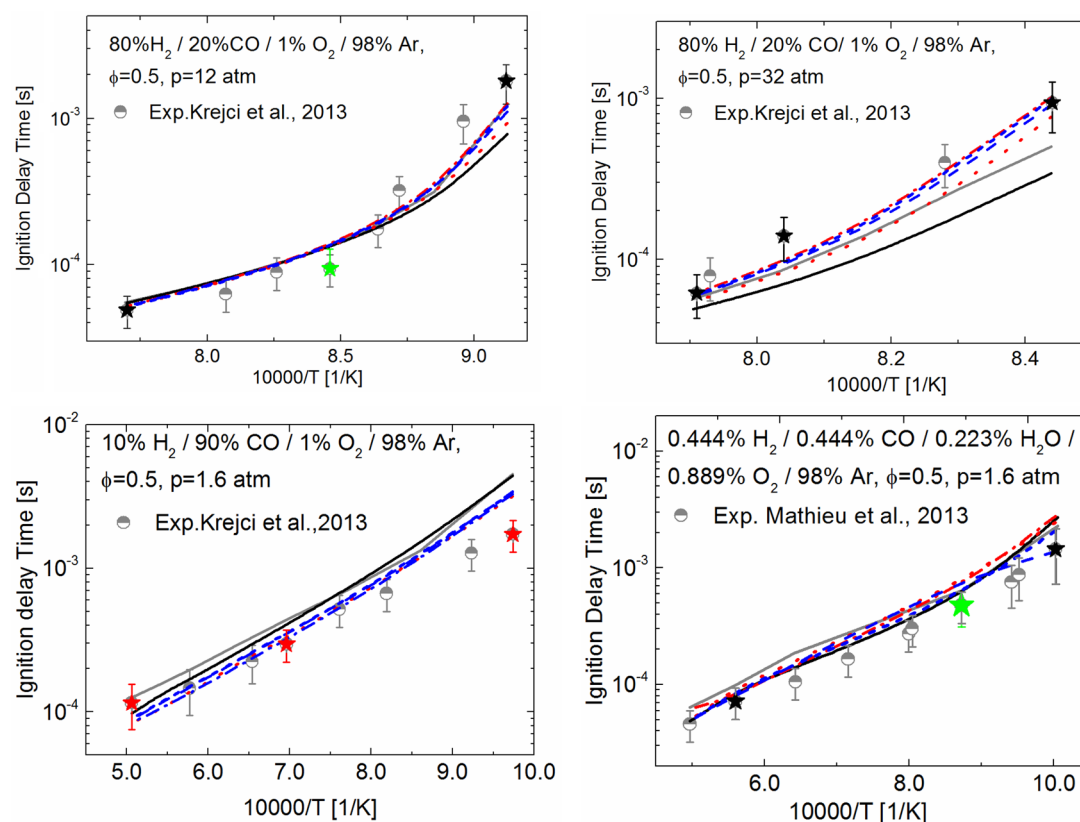 80%H₂ / 20%CO / 1% O₂ / 98% Ar,
ϕ=0.5, p=12 atm
Exp.Krejci et al., 2013
Ignition Delay Time [s]
10⁻³
10⁻⁴
8.0 8.5 9.0
10000/T [1/K]
80% H₂ / 20% CO/ 1% O₂ / 98% Ar,
ϕ=0.5, p=32 atm
Exp.Krejci et al., 2013
Ignition Delay Time [s]
10⁻³
10⁻⁴
8.0 8.2 8.4
10000/T [1/K]
10⁻²
10% H₂ / 90% CO / 1% O₂ / 98% Ar,
ϕ=0.5, p=1.6 atm
Exp.Krejci et al.,2013
Ignition delay Time [s]
10⁻³
10⁻⁴
5.0 6.0 7.0 8.0 9.0 10.0
10000/T [1/K]
10⁻²
0.444% H₂ / 0.444% CO / 0.223% H₂O /
0.889% O₂ / 98% Ar, ϕ=0.5, p=1.6 atm
Exp. Mathieu et al., 2013
Ignition Delay Time [s]
10⁻³
10⁻⁴
6.0 8.0 10.0
10000/T [1/K]